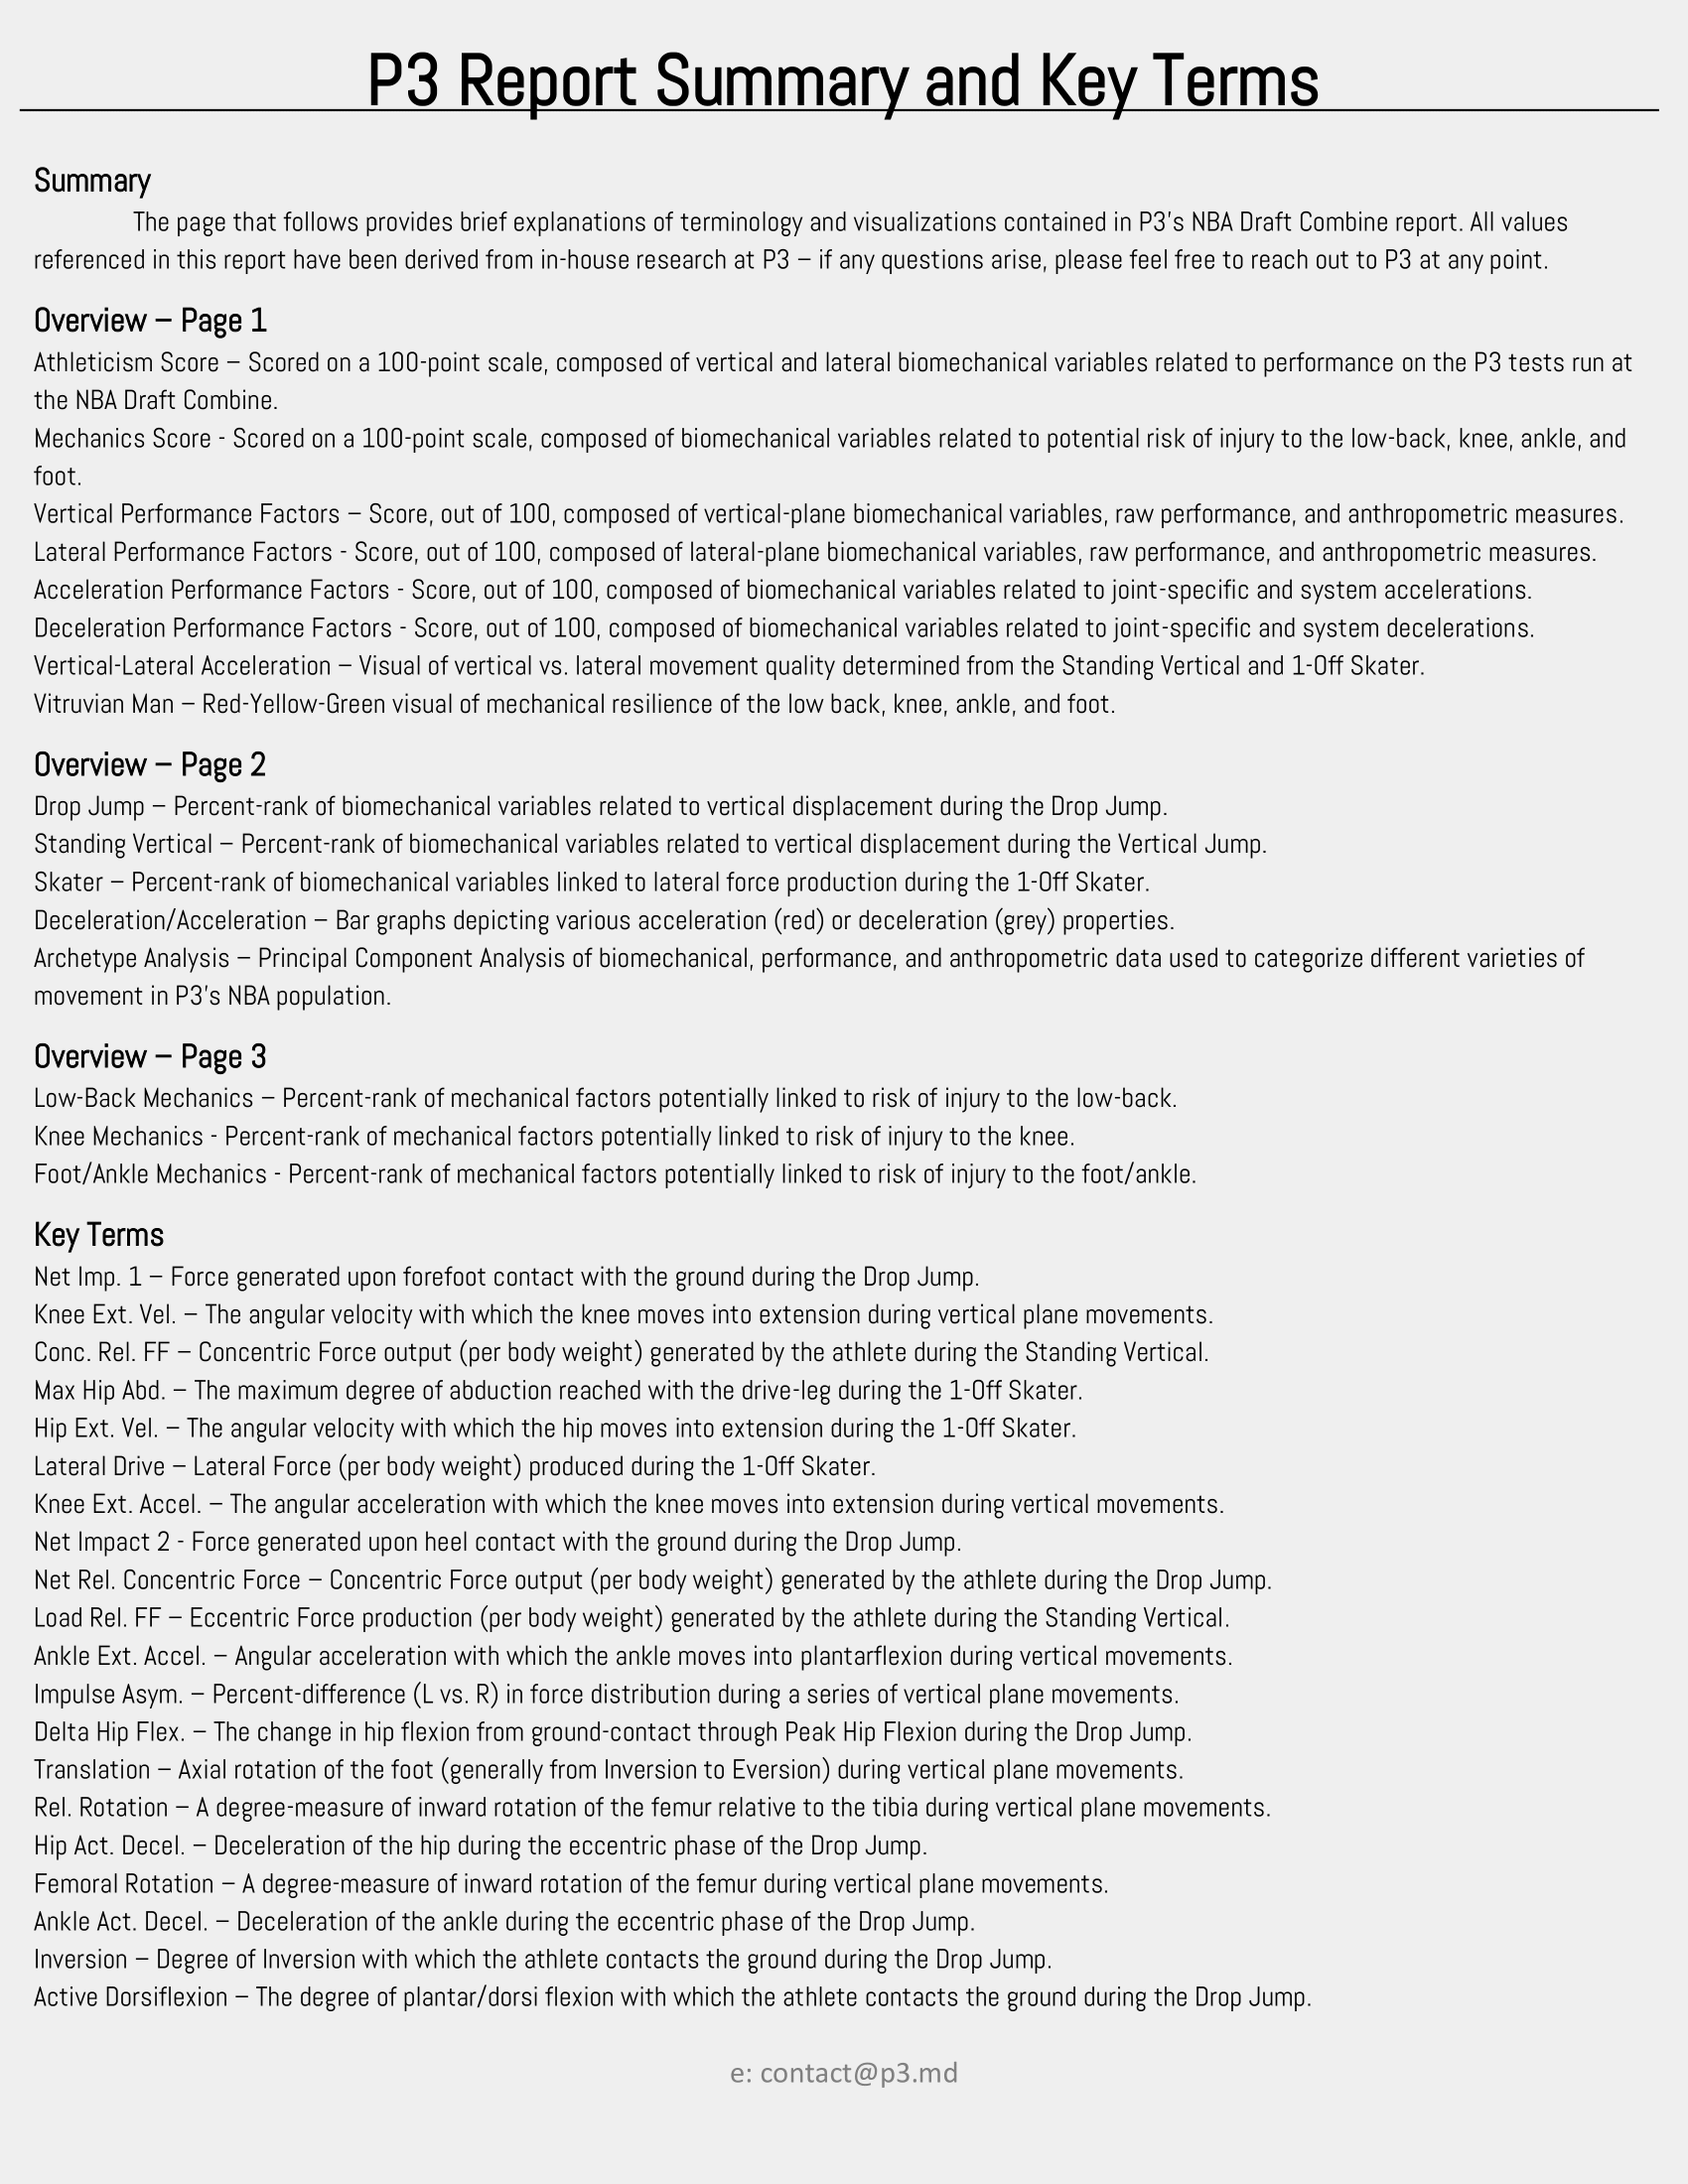 P3 Report Summary and Key Terms
Summary
The page that follows provides brief explanations of terminology and visualizations contained in P3's NBA Draft Combine report. All values
referenced in this report have been derived from in-house research at P3 – if any questions arise, please feel free to reach out to P3 at any point.
Overview – Page 1
Athleticism Score – Scored on a 100-point scale, composed of vertical and lateral biomechanical variables related to performance on the P3 tests run at
the NBA Draft Combine.
Mechanics Score - Scored on a 100-point scale, composed of biomechanical variables related to potential risk of injury to the low-back, knee, ankle, and
foot.
Vertical Performance Factors – Score, out of 100, composed of vertical-plane biomechanical variables, raw performance, and anthropometric measures.
Lateral Performance Factors - Score, out of 100, composed of lateral-plane biomechanical variables, raw performance, and anthropometric measures.
Acceleration Performance Factors - Score, out of 100, composed of biomechanical variables related to joint-specific and system accelerations.
Deceleration Performance Factors - Score, out of 100, composed of biomechanical variables related to joint-specific and system decelerations.
Vertical-Lateral Acceleration – Visual of vertical vs. lateral movement quality determined from the Standing Vertical and 1-Off Skater.
Vitruvian Man – Red-Yellow-Green visual of mechanical resilience of the low back, knee, ankle, and foot.
Overview – Page 2
Drop Jump – Percent-rank of biomechanical variables related to vertical displacement during the Drop Jump.
Standing Vertical – Percent-rank of biomechanical variables related to vertical displacement during the Vertical Jump.
Skater – Percent-rank of biomechanical variables linked to lateral force production during the 1-Off Skater.
Deceleration/Acceleration – Bar graphs depicting various acceleration (red) or deceleration (grey) properties.
Archetype Analysis – Principal Component Analysis of biomechanical, performance, and anthropometric data used to categorize different varieties of
movement in P3's NBA population.
Overview – Page 3
Low-Back Mechanics – Percent-rank of mechanical factors potentially linked to risk of injury to the low-back.
Knee Mechanics - Percent-rank of mechanical factors potentially linked to risk of injury to the knee.
Foot/Ankle Mechanics - Percent-rank of mechanical factors potentially linked to risk of injury to the foot/ankle.
Key Terms
Net Imp. 1 – Force generated upon forefoot contact with the ground during the Drop Jump.
Knee Ext. Vel. – The angular velocity with which the knee moves into extension during vertical plane movements.
Conc. Rel. FF – Concentric Force output (per body weight) generated by the athlete during the Standing Vertical.
Max Hip Abd. – The maximum degree of abduction reached with the drive-leg during the 1-Off Skater.
Hip Ext. Vel. – The angular velocity with which the hip moves into extension during the 1-Off Skater.
Lateral Drive – Lateral Force (per body weight) produced during the 1-Off Skater.
Knee Ext. Accel. – The angular acceleration with which the knee moves into extension during vertical movements.
Net Impact 2 - Force generated upon heel contact with the ground during the Drop Jump.
Net Rel. Concentric Force – Concentric Force output (per body weight) generated by the athlete during the Drop Jump.
Load Rel. FF – Eccentric Force production (per body weight) generated by the athlete during the Standing Vertical.
Ankle Ext. Accel. – Angular acceleration with which the ankle moves into plantarflexion during vertical movements.
Impulse Asym. – Percent-difference (L vs. R) in force distribution during a series of vertical plane movements.
Delta Hip Flex. – The change in hip flexion from ground-contact through Peak Hip Flexion during the Drop Jump.
Translation – Axial rotation of the foot (generally from Inversion to Eversion) during vertical plane movements.
Rel. Rotation – A degree-measure of inward rotation of the femur relative to the tibia during vertical plane movements.
Hip Act. Decel. – Deceleration of the hip during the eccentric phase of the Drop Jump.
Femoral Rotation – A degree-measure of inward rotation of the femur during vertical plane movements.
Ankle Act. Decel. – Deceleration of the ankle during the eccentric phase of the Drop Jump.
Inversion – Degree of Inversion with which the athlete contacts the ground during the Drop Jump.
Active Dorsiflexion – The degree of plantar/dorsi flexion with which the athlete contacts the ground during the Drop Jump.
e: contact@p3.md